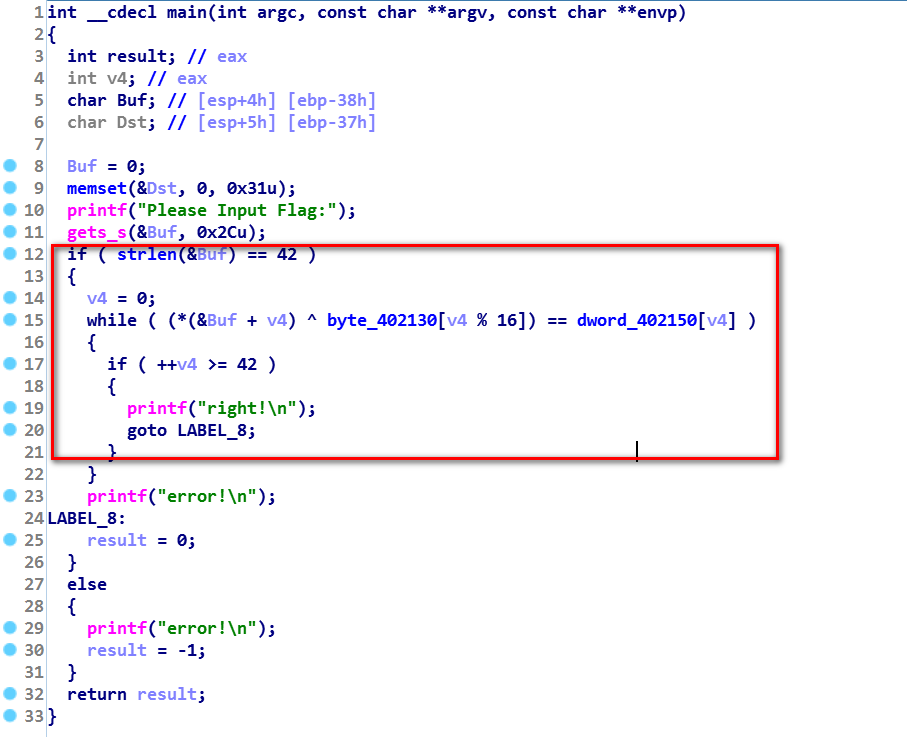 1 int __cdecl main(int argc, const char **argv, const char **envp)
2 {
3   int result; // eax
4   int v4; // eax
5   char Buf; // [esp+4h] [ebp-38h]
6   char Dst; // [esp+5h] [ebp-37h]
7
8   Buf = 0;
9   memset(&Dst, 0, 0x31u);
10   printf("Please Input Flag:");
11   gets_s(&Buf, 0x2Cu);
12   if ( strlen(&Buf) == 42 )
13   {
14     v4 = 0;
15     while ( (*(&Buf + v4) ^ byte_402130[v4 % 16]) == dword_402150[v4] )
16     {
17       if ( ++v4 >= 42 )
18       {
19         printf("right!\n");
20         goto LABEL_8;
21       }
22     }
23     printf("error!\n");
24 LABEL_8:
25     result = 0;
26   }
27   else
28   {
29     printf("error!\n");
30     result = -1;
31   }
32   return result;
33 }